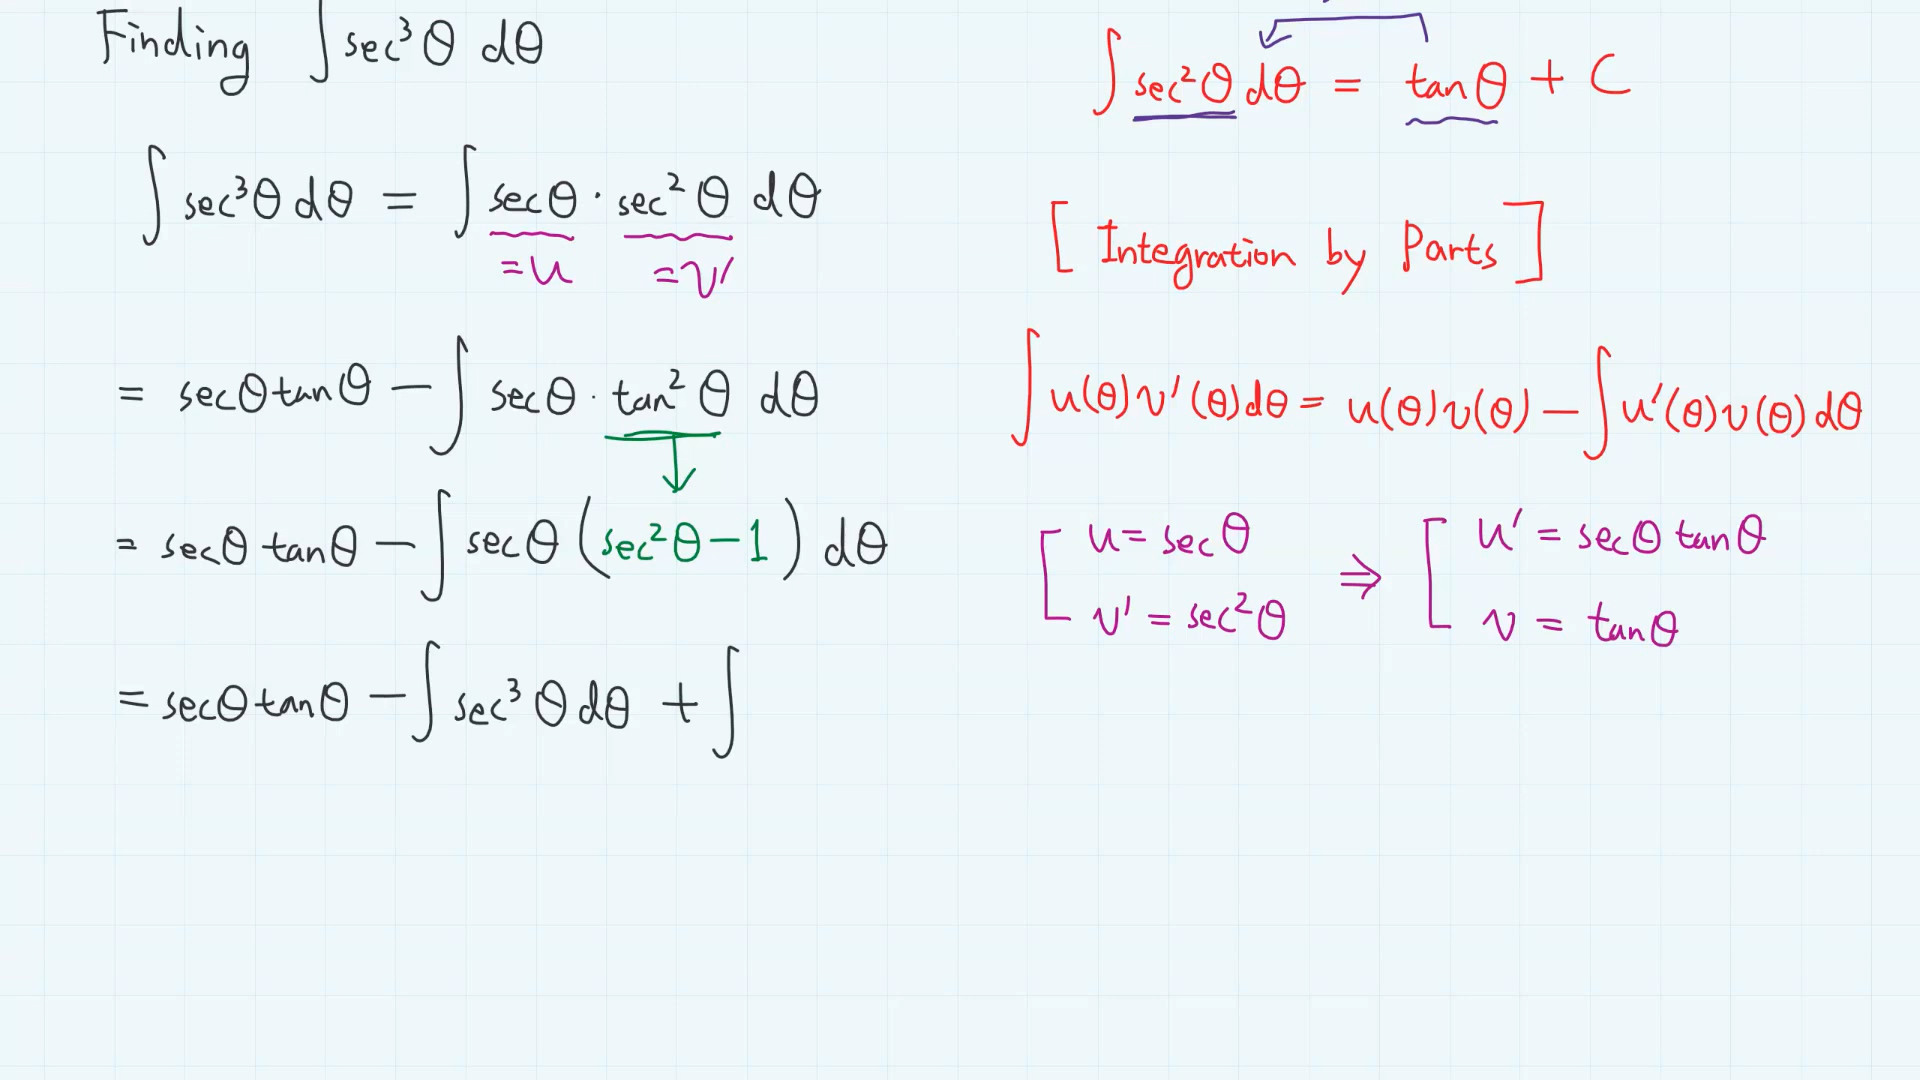 Finding ∫ sec³θ dθ
∫ sec³θ dθ = ∫ secθ · sec²θ dθ
= u = v'
= secθ tanθ − ∫ secθ · tan²θ dθ
= secθ tanθ − ∫ secθ (sec²θ − 1) dθ
= secθ tanθ − ∫ sec³θ dθ + ∫
∫ sec²θ dθ = tanθ + C
[ Integration by Parts ]
∫ u(θ) v'(θ) dθ = u(θ) v(θ) − ∫ u'(θ) v(θ) dθ
[ u = secθ ⇒ [ u' = secθ tanθ
v' = sec²θ v = tanθ